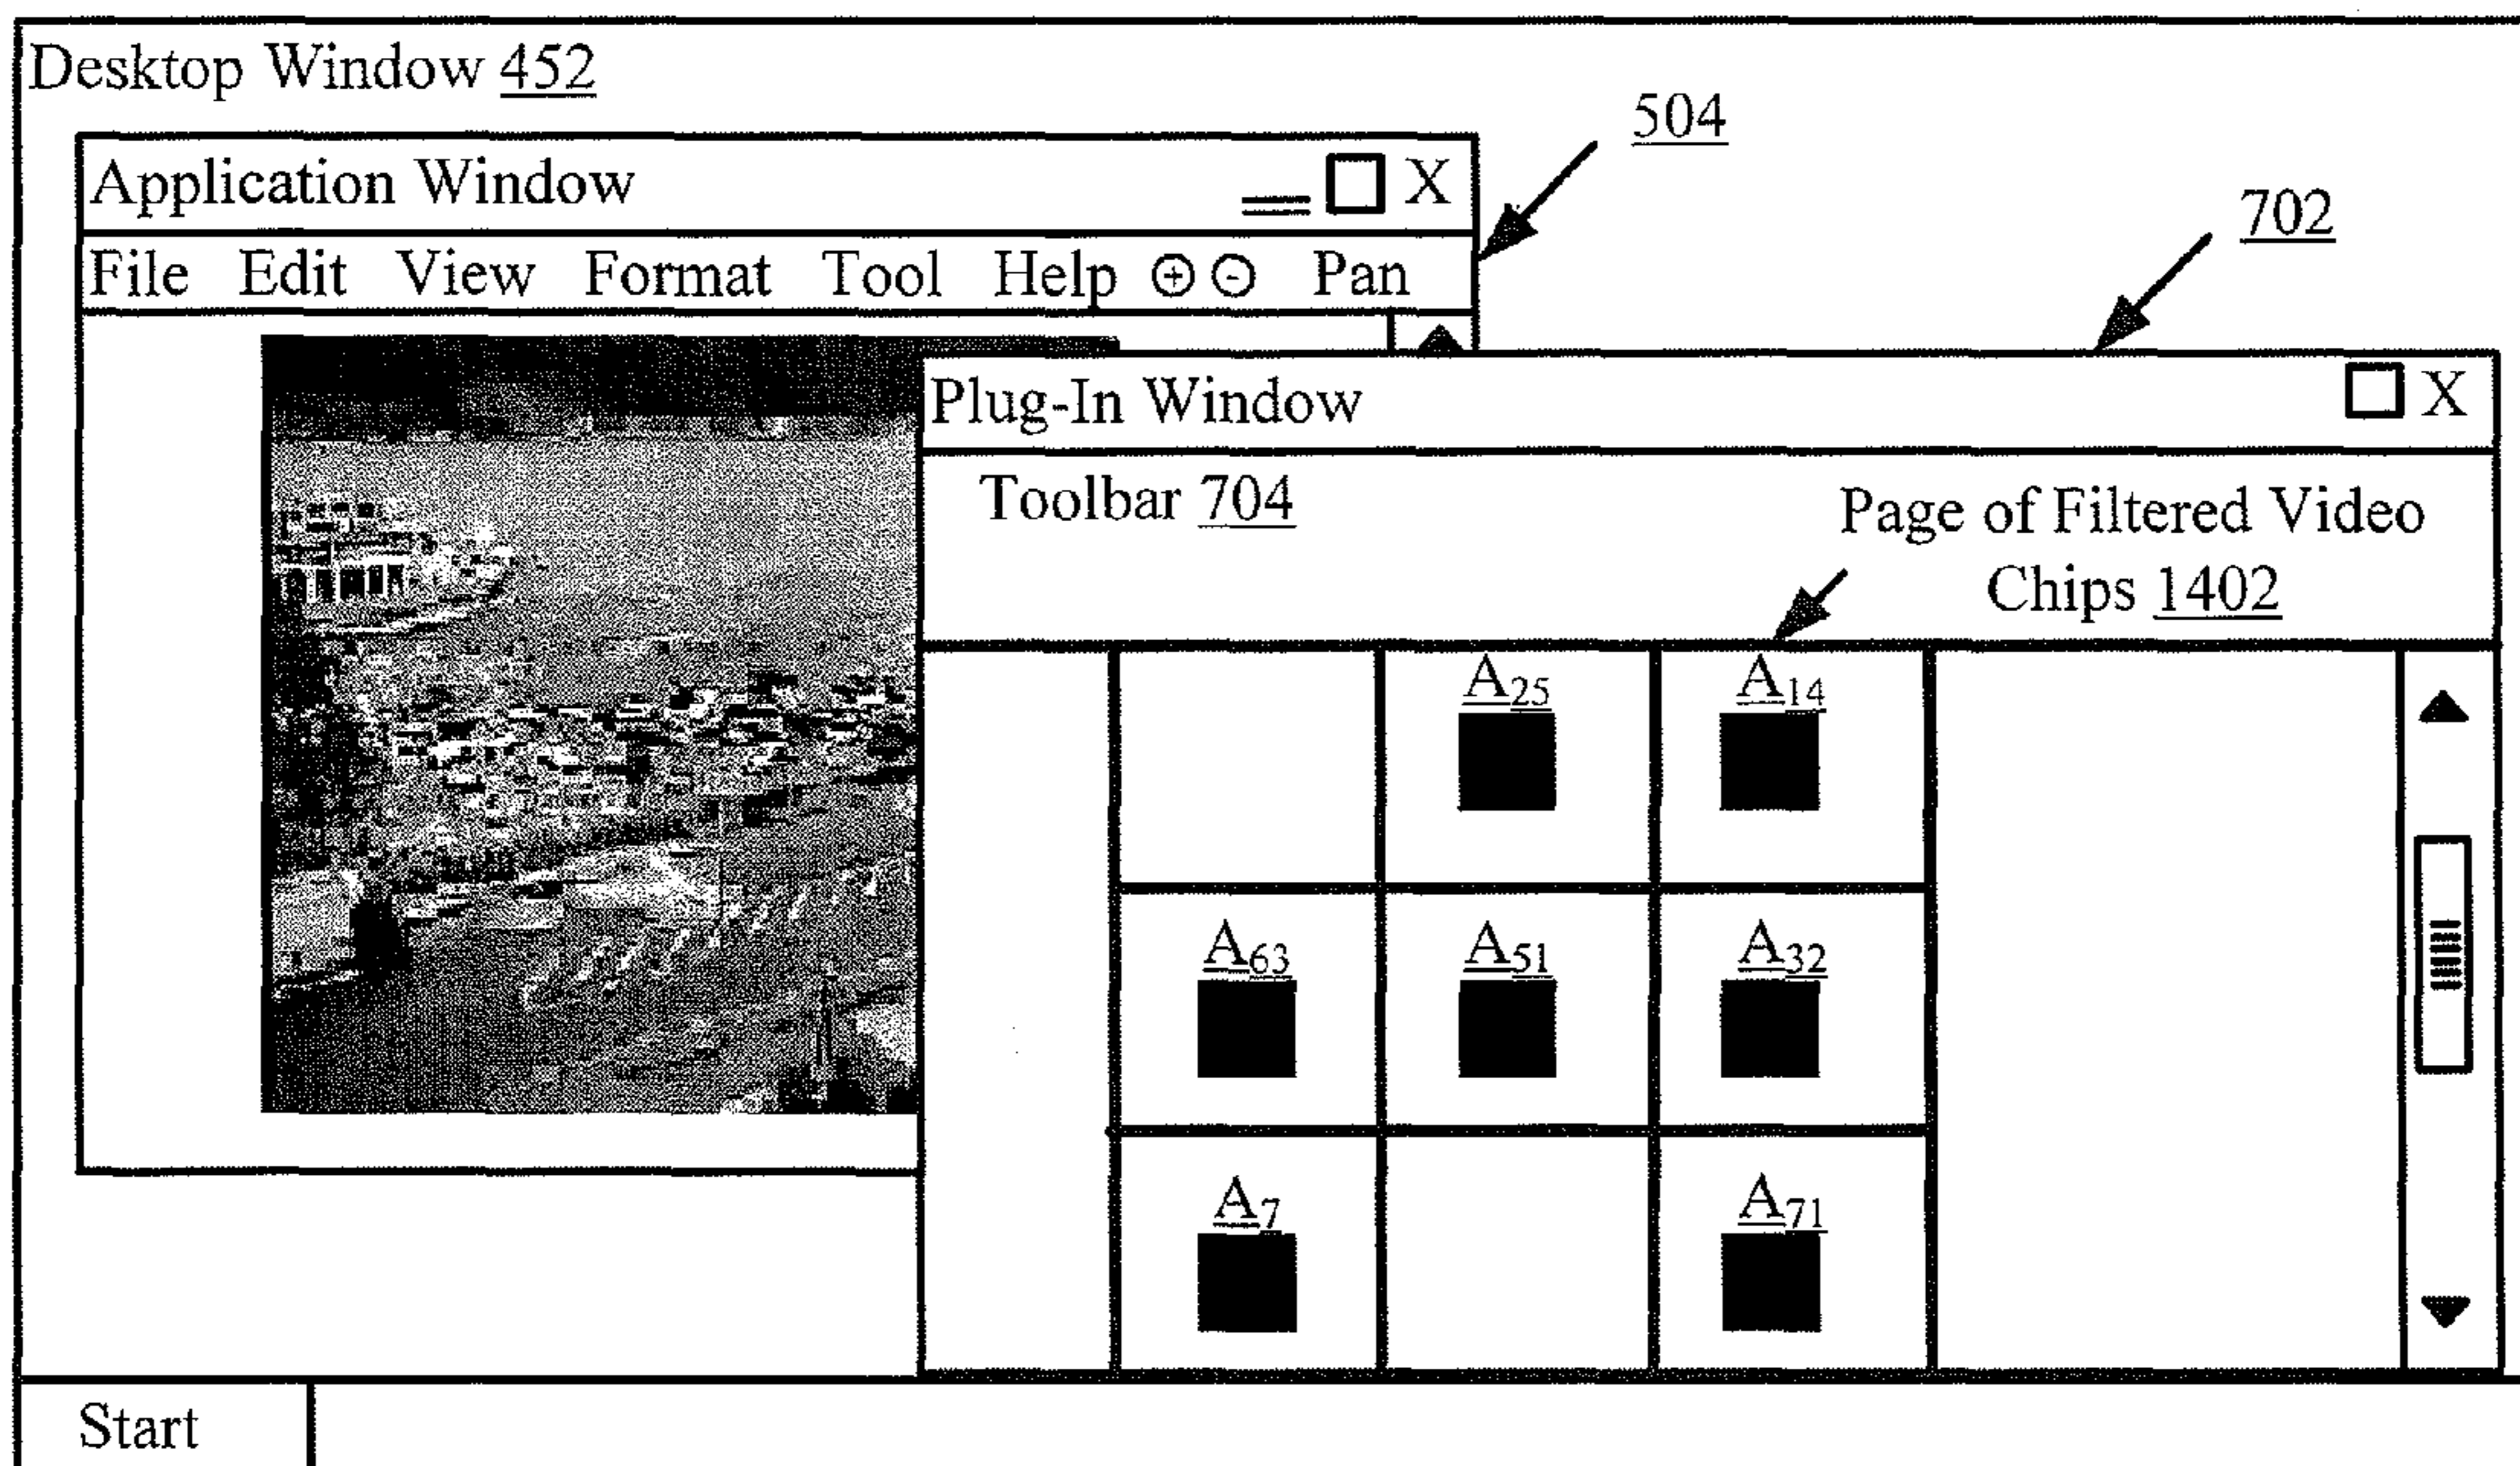 Desktop Window 452
504
Application Window X
702
File Edit View Format Tool Help + - Pan
Plug-In Window X
Toolbar 704
Page of Filtered Video
Chips 1402
A25 A14
A63 A51 A32
A7 A71
Start